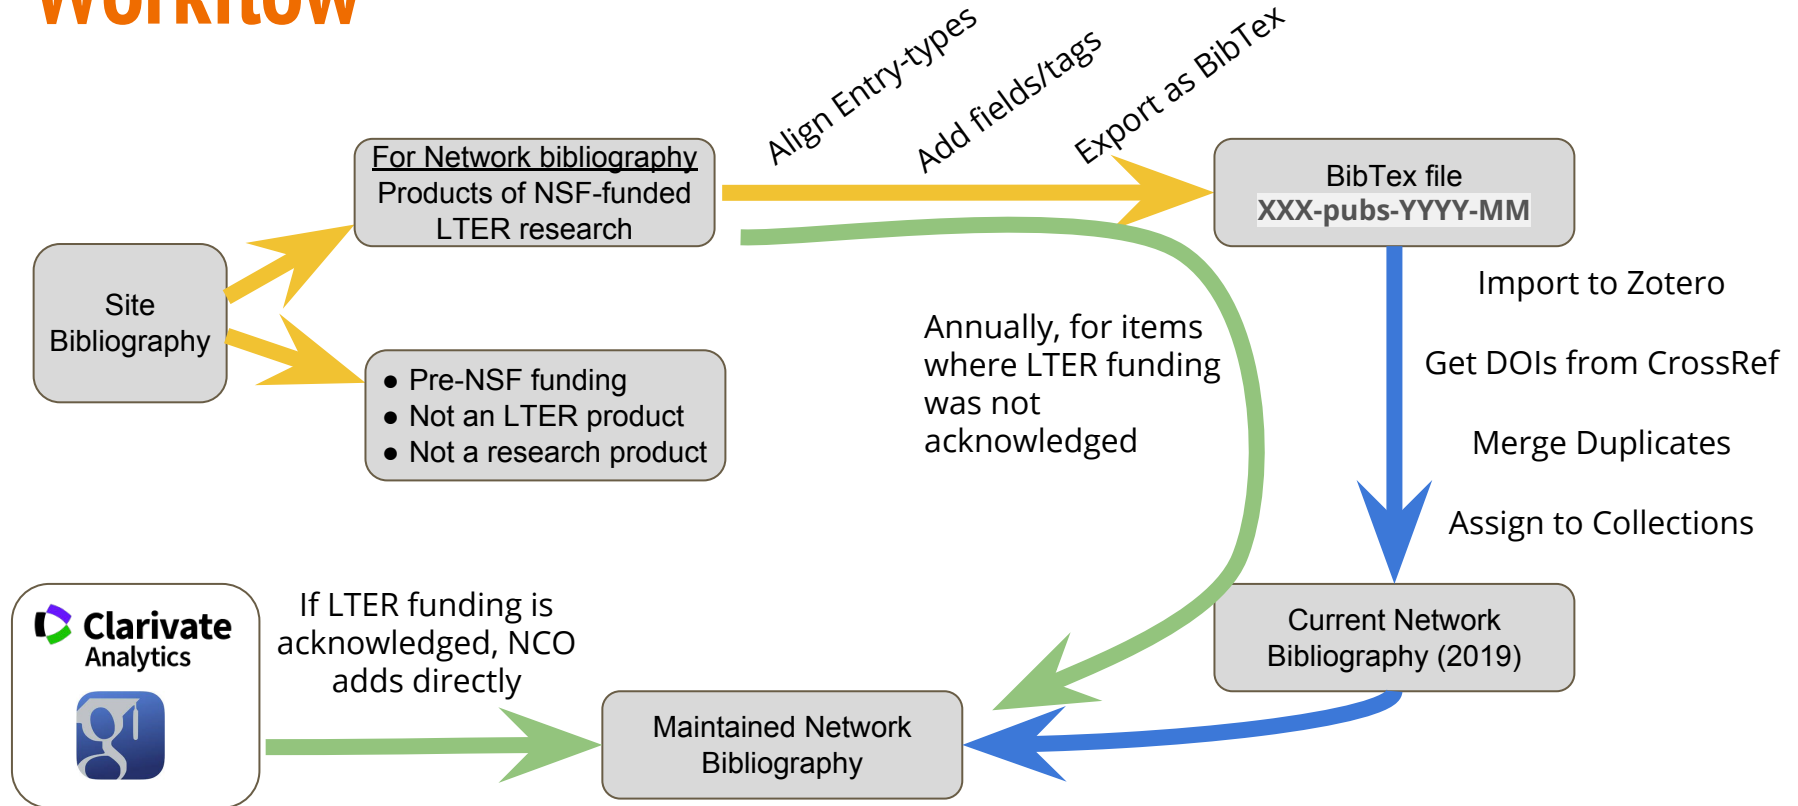 Workflow
Align Entry-types
Add fields/tags
Export as BibTex
For Network bibliography
Products of NSF-funded
LTER research
BibTex file
XXX-pubs-YYYY-MM
Site
Bibliography
● Pre-NSF funding
● Not an LTER product
● Not a research product
Annually, for items
where LTER funding
was not
acknowledged
Import to Zotero
Get DOIs from CrossRef
Merge Duplicates
Assign to Collections
Clarivate
Analytics
g
If LTER funding is
acknowledged, NCO
adds directly
Current Network
Bibliography (2019)
Maintained Network
Bibliography